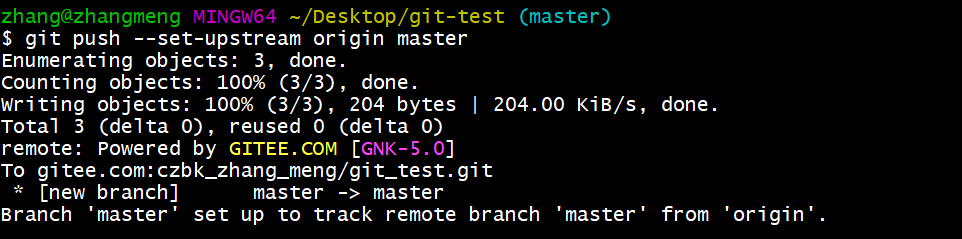 zhang@zhangmeng MINGW64 ~/Desktop/git-test (master)
$ git push --set-upstream origin master
Enumerating objects: 3, done.
Counting objects: 100% (3/3), done.
Writing objects: 100% (3/3), 204 bytes | 204.00 KiB/s, done.
Total 3 (delta 0), reused 0 (delta 0)
remote: Powered by GITEE.COM [GNK-5.0]
To gitee.com:czbk_zhang_meng/git_test.git
 * [new branch]      master -> master
Branch 'master' set up to track remote branch 'master' from 'origin'.